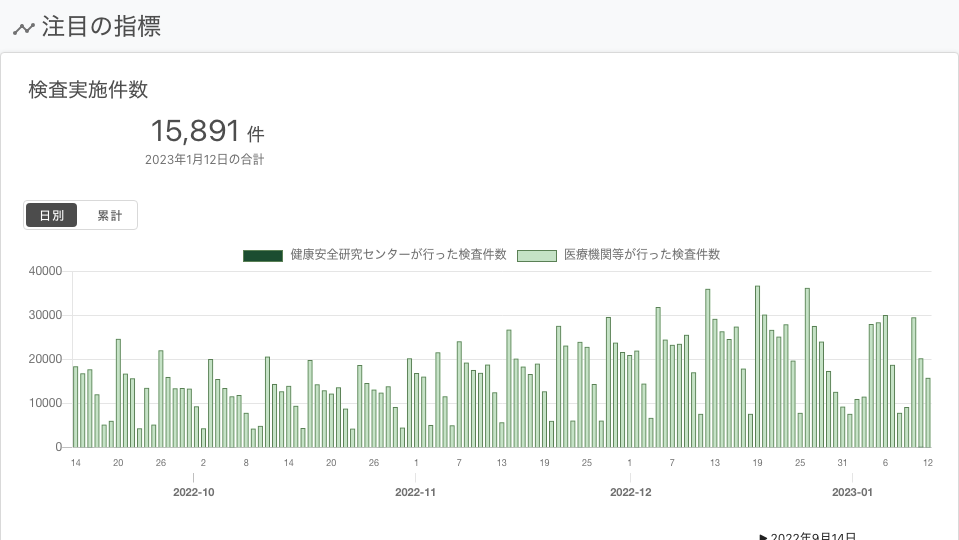 注目の指標
検査実施件数
15,891 件
2023年1月12日の合計
日別 累計
健康安全研究センターが行った検査件数 医療機関等が行った検査件数
40000
30000
20000
10000
0
14 20 26 2 8 14 20 26 1 7 13 19 25 1 7 13 19 25 31 6 12
2022-10 2022-11 2022-12 2023-01
▶ 2022年9月14日